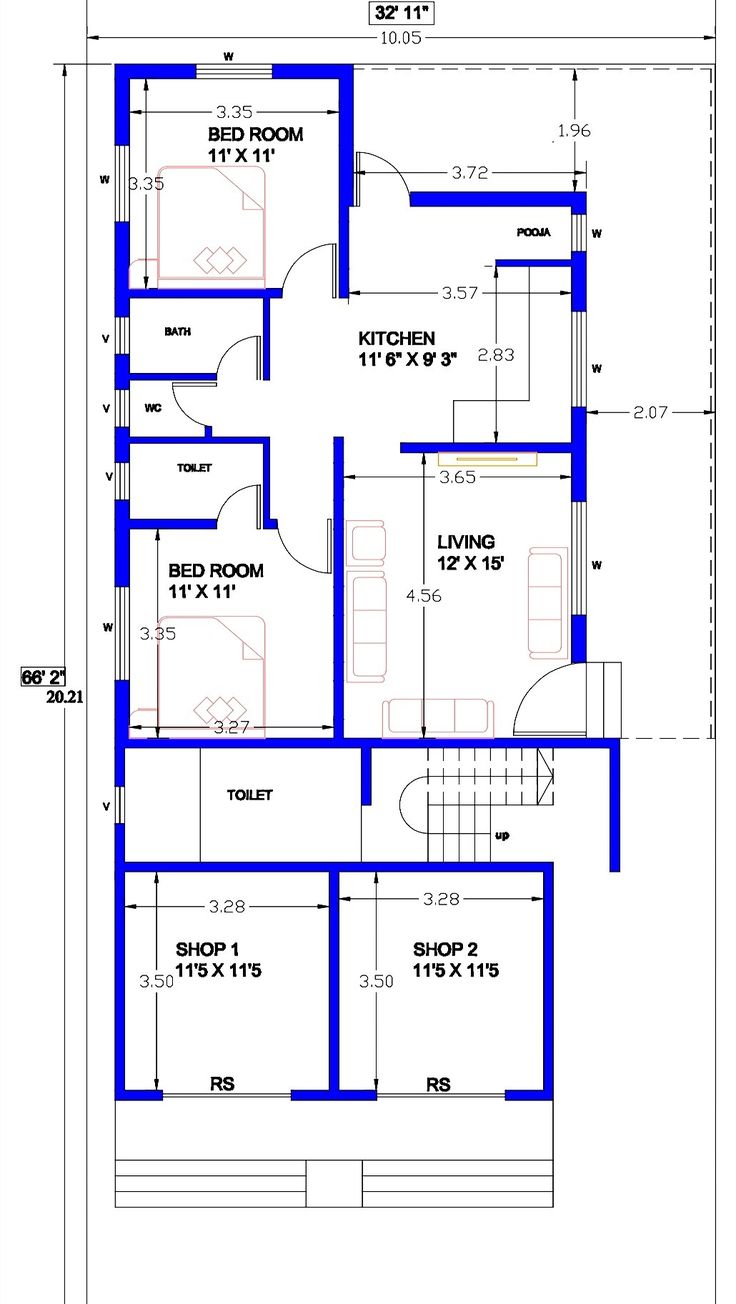 32' 11"
10.05
W
3.35
BED ROOM
11' X 11'
1.96
3.72
W
3.35
POOJA
W
3.57
BATH
V
KITCHEN
11' 6" X 9' 3"
2.83
W
WC
V
2.07
TOILET
V
3.65
LIVING
12' X 15'
W
BED ROOM
11' X 11'
4.56
W
3.35
66' 2"
20.21
3.27
TOILET
V
up
3.28
3.28
SHOP 1
11'5 X 11'5
SHOP 2
11'5 X 11'5
3.50
3.50
RS
RS